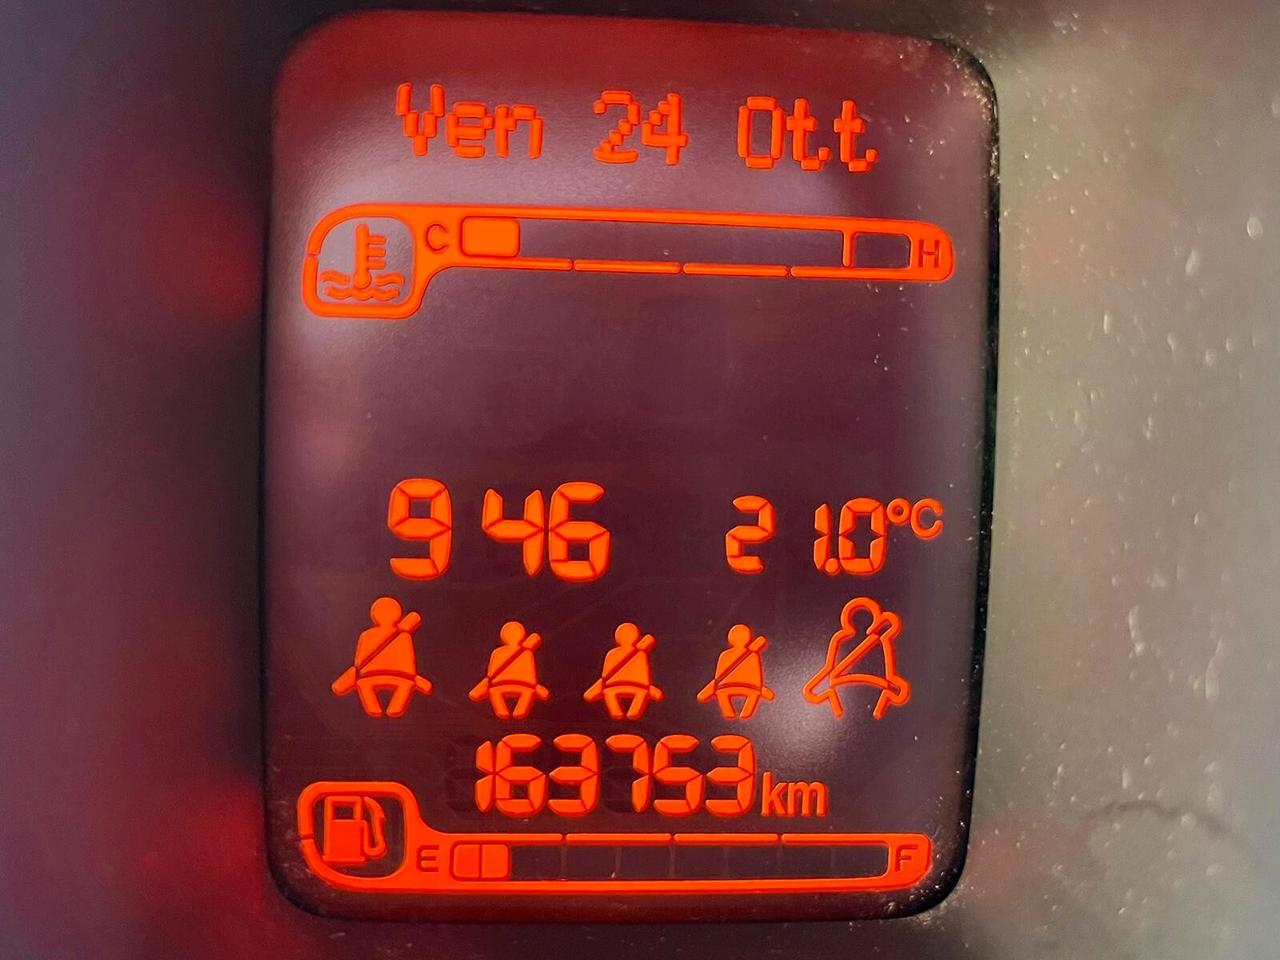 Ven 24 Ott
C H
9 46 21.0°C
163753 km
E F